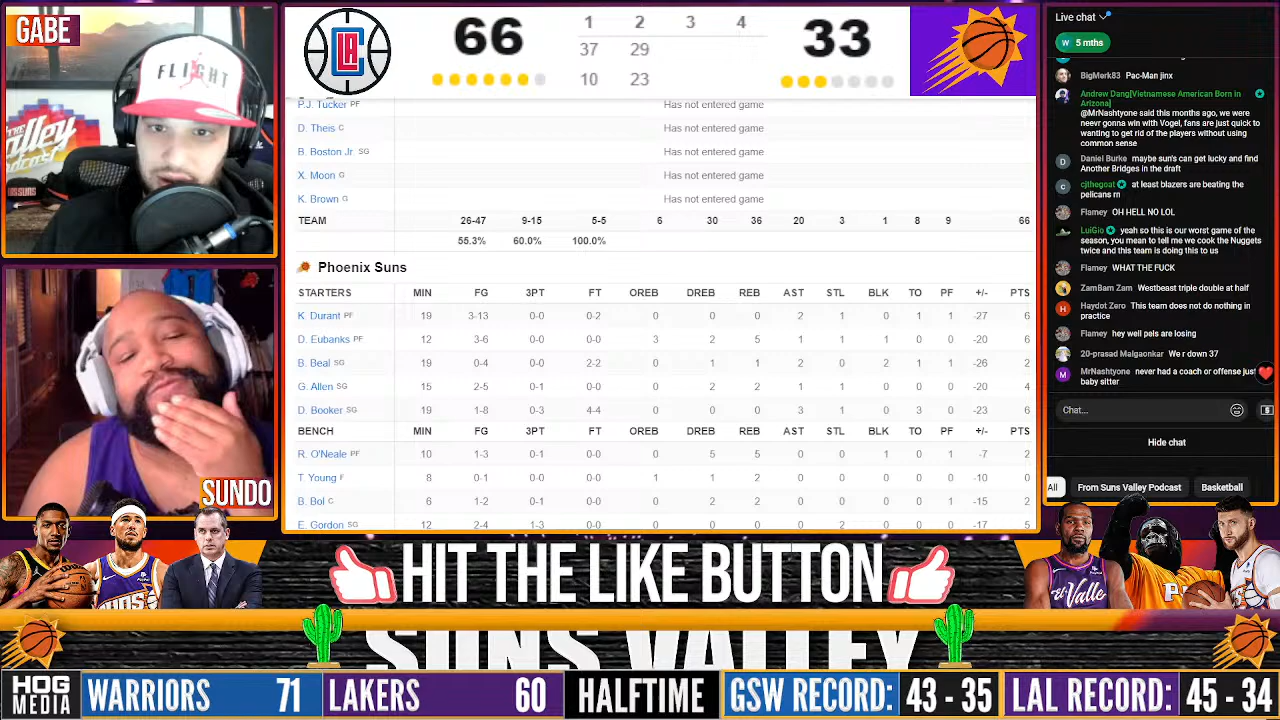 GABE
FLIGHT
THE
Valley
PODCAST
SUNDO
LA
66
1 2 3 4
37 29
10 23
33
P.J. Tucker PF Has not entered game
D. Theis C Has not entered game
B. Boston Jr SG Has not entered game
X. Moon G Has not entered game
K. Brown G Has not entered game
TEAM 26-47 9-15 5-5 6 30 36 20 3 1 8 9 66
55.3% 60.0% 100.0%
Phoenix Suns
STARTERS MIN FG 3PT FT OREB DREB REB AST STL BLK TO PF +/- PTS
K. Durant PF 19 3-13 0-0 0-2 0 0 0 2 1 0 1 1 -27 6
D. Eubanks PF 12 3-6 0-0 0-0 3 2 5 1 1 1 0 0 -20 6
B. Beal SG 19 0-4 0-0 2-2 0 1 1 2 0 2 1 1 -26 2
G. Allen SG 15 2-5 0-1 0-0 0 2 2 1 1 0 0 0 -20 4
D. Booker SG 19 1-8 0-3 4-4 0 0 0 3 1 0 3 0 -23 6
BENCH MIN FG 3PT FT OREB DREB REB AST STL BLK TO PF +/- PTS
R. O'Neale PF 10 1-3 0-1 0-0 0 5 5 0 0 1 0 1 -7 2
T. Young F 8 0-1 0-0 0-0 1 1 2 0 0 0 0 0 -10 0
B. Bol C 6 1-2 0-1 0-0 0 2 2 0 0 0 0 1 -15 2
E. Gordon SG 12 2-4 1-3 0-0 0 0 0 0 2 0 0 0 -17 5
Live chat
W 5 mths
BigMerk83 Pac-Man jinx
Andrew Dang[Vietnamese American Born in
Arizona]
@MrNashtyone said this months ago, we were
neevr gonna win with Vogel, fans are just quick to
wanting to get rid of the players without using
common sense
D Daniel Burke maybe sun's can get lucky and find
Another Bridges in the draft
c cjthegoat at least blazers are beating the
pelicans rn
Flamey OH HELL NO LOL
LuiGio yeah so this is our worst game of the
season, you mean to tell me we cook the Nuggets
twice and this team is doing this to us
Flamey WHAT THE FUCK
ZamBam Zam Westbeast triple double at half
H Haydot Zero This team does not do nothing in
practice
Flamey hey well pels are losing
20-prasad Malgaonkar We r down 37
M MrNashtyone never had a coach or offense just
baby sitter
Chat...
Hide chat
All From Suns Valley Podcast Basketball
HIT THE LIKE BUTTON
SUNS VALLEY
HOG
MEDIA
WARRIORS 71 LAKERS 60 HALFTIME GSW RECORD: 43 - 35 LAL RECORD: 45 - 34